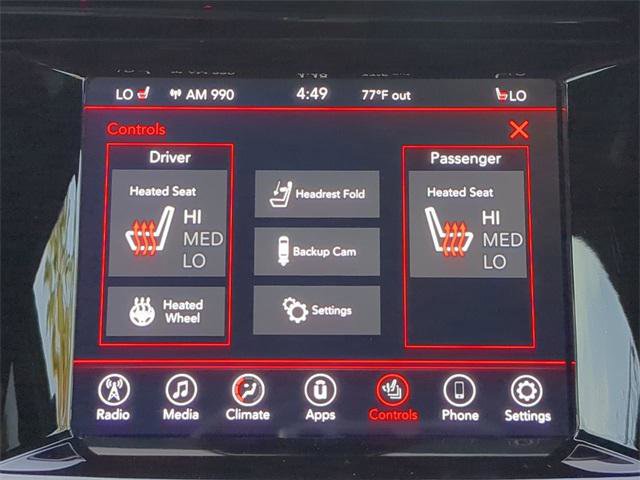 LO AM 990 4:49 77°F out LO
Controls
Driver Passenger
Heated Seat Headrest Fold Heated Seat
HI HI
MED Backup Cam MED
LO LO
Heated
Wheel Settings
Radio Media Climate Apps Controls Phone Settings